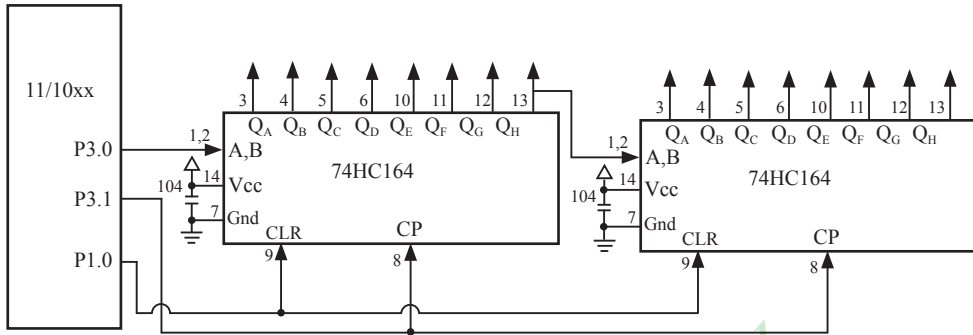 11/10xx
P3.0
P3.1
P1.0
3 4 5 6 10 11 12 13
QA QB QC QD QE QF QG QH
1,2 A,B
74HC164
14 Vcc
104
7 Gnd
CLR CP
9 8
3 4 5 6 10 11 12 13
QA QB QC QD QE QF QG QH
1,2 A,B
74HC164
14 Vcc
104
7 Gnd
CLR CP
9 8